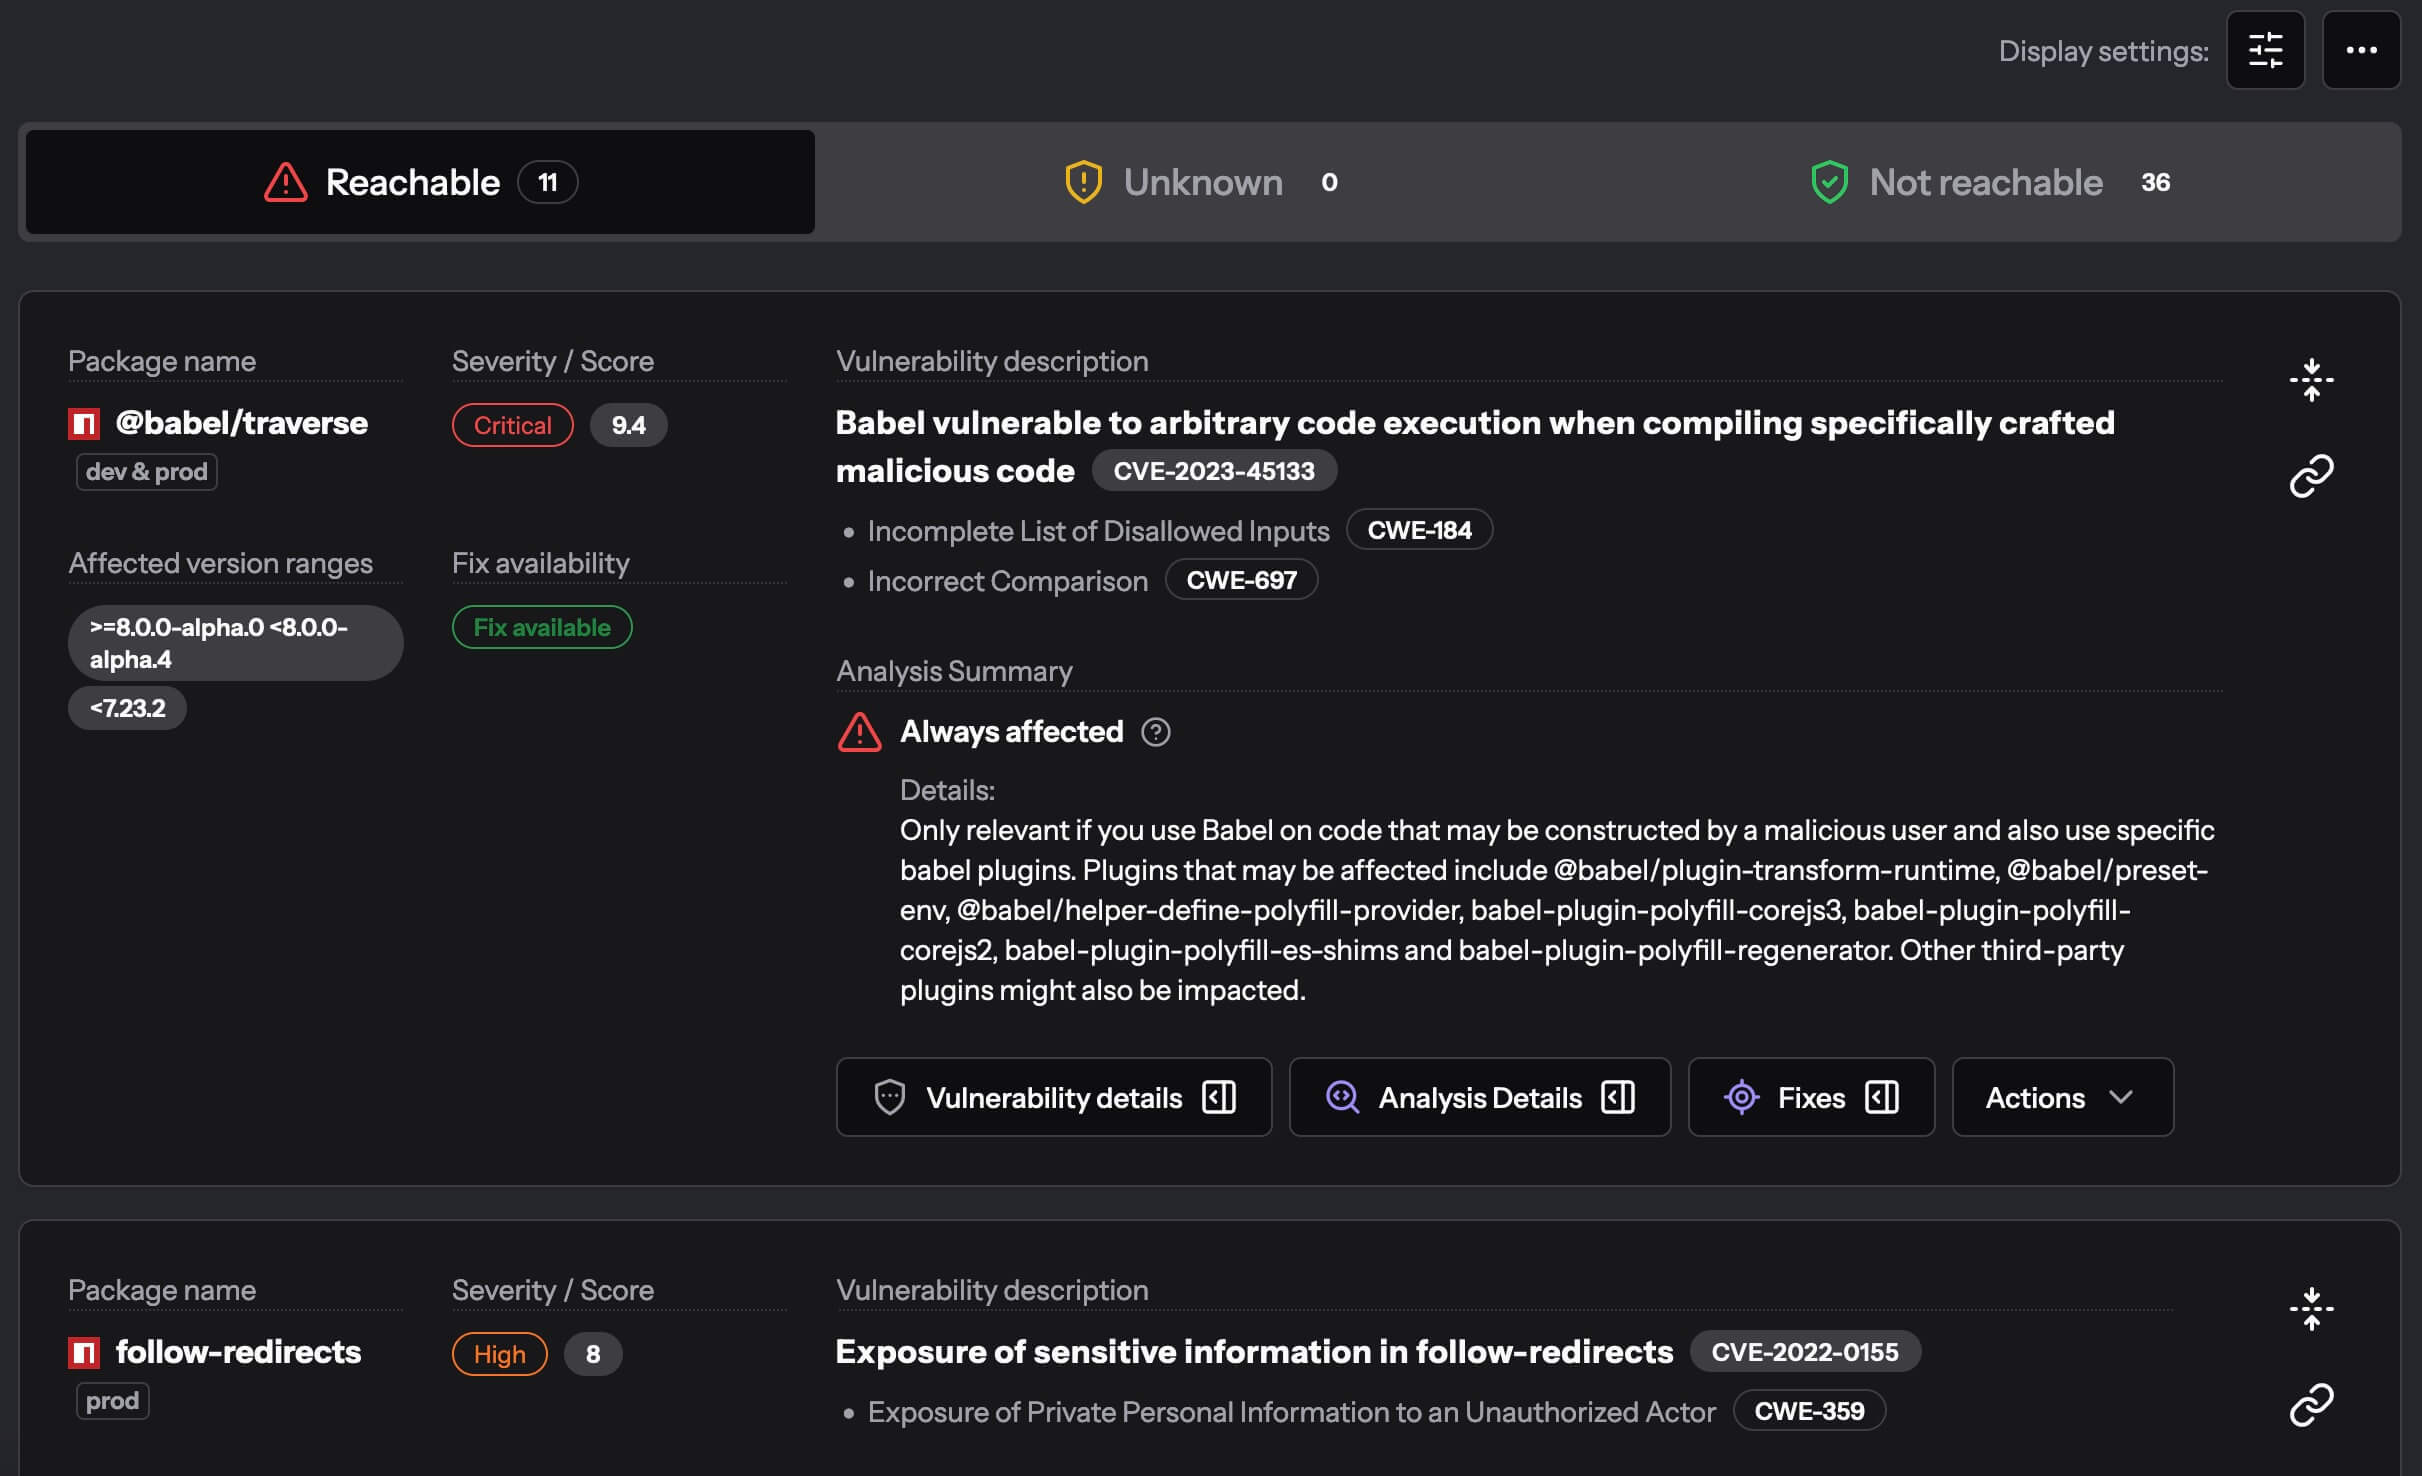 Display settings:
Reachable 11
Unknown 0
Not reachable 36
Package name
@babel/traverse
dev & prod
Severity / Score
Critical 9.4
Affected version ranges
>=8.0.0-alpha.0 <8.0.0-
alpha.4
<7.23.2
Fix availability
Fix available
Vulnerability description
Babel vulnerable to arbitrary code execution when compiling specifically crafted
malicious code CVE-2023-45133
• Incomplete List of Disallowed Inputs CWE-184
• Incorrect Comparison CWE-697
Analysis Summary
Always affected
Details:
Only relevant if you use Babel on code that may be constructed by a malicious user and also use specific
babel plugins. Plugins that may be affected include @babel/plugin-transform-runtime, @babel/preset-
env, @babel/helper-define-polyfill-provider, babel-plugin-polyfill-corejs3, babel-plugin-polyfill-
corejs2, babel-plugin-polyfill-es-shims and babel-plugin-polyfill-regenerator. Other third-party
plugins might also be impacted.
Vulnerability details
Analysis Details
Fixes
Actions
Package name
follow-redirects
prod
Severity / Score
High 8
Vulnerability description
Exposure of sensitive information in follow-redirects CVE-2022-0155
• Exposure of Private Personal Information to an Unauthorized Actor CWE-359